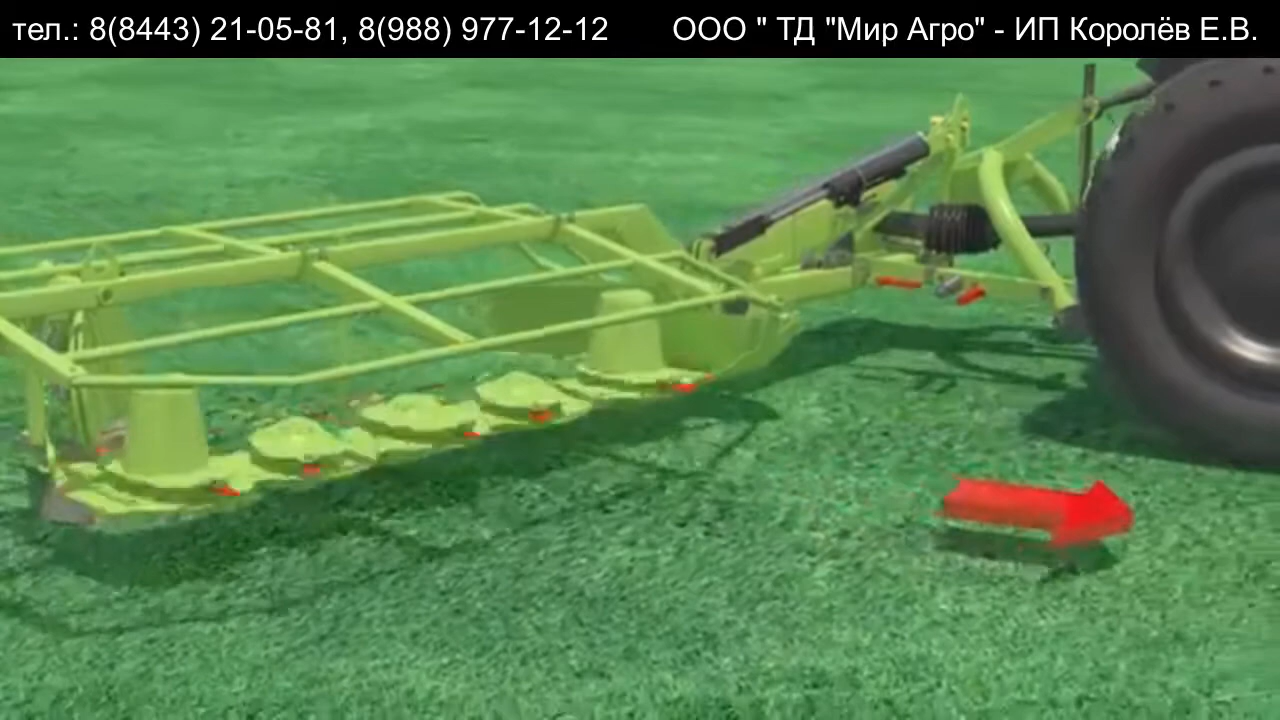 тел.: 8(8443) 21-05-81, 8(988) 977-12-12 ООО " ТД "Мир Агро" - ИП Королёв Е.В.